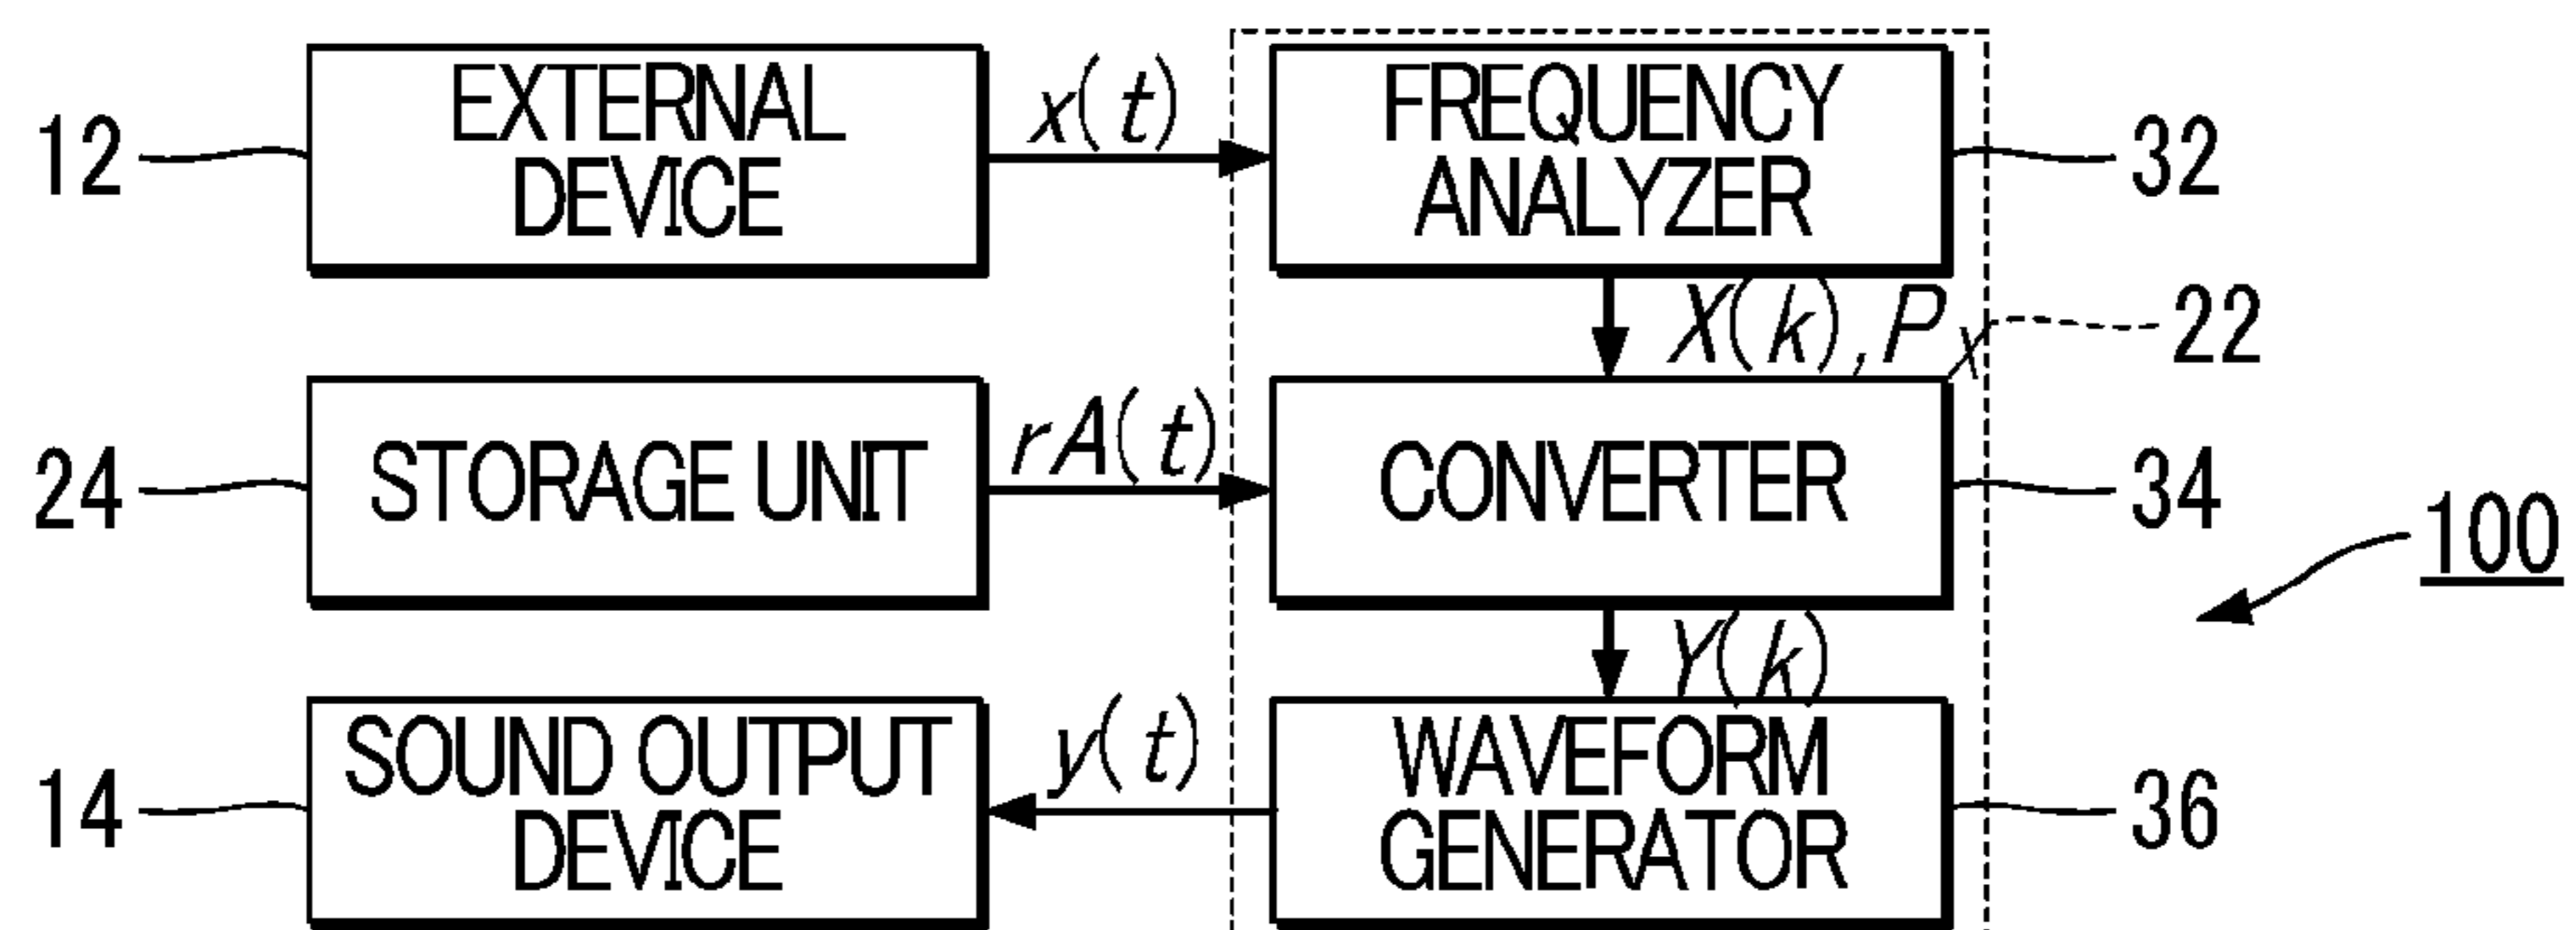 12
EXTERNAL
DEVICE
x(t)
FREQUENCY
ANALYZER
32
X(k), PX
22
24
STORAGE UNIT
rA(t)
CONVERTER
34
100
Y(k)
14
SOUND OUTPUT
DEVICE
y(t)
WAVEFORM
GENERATOR
36